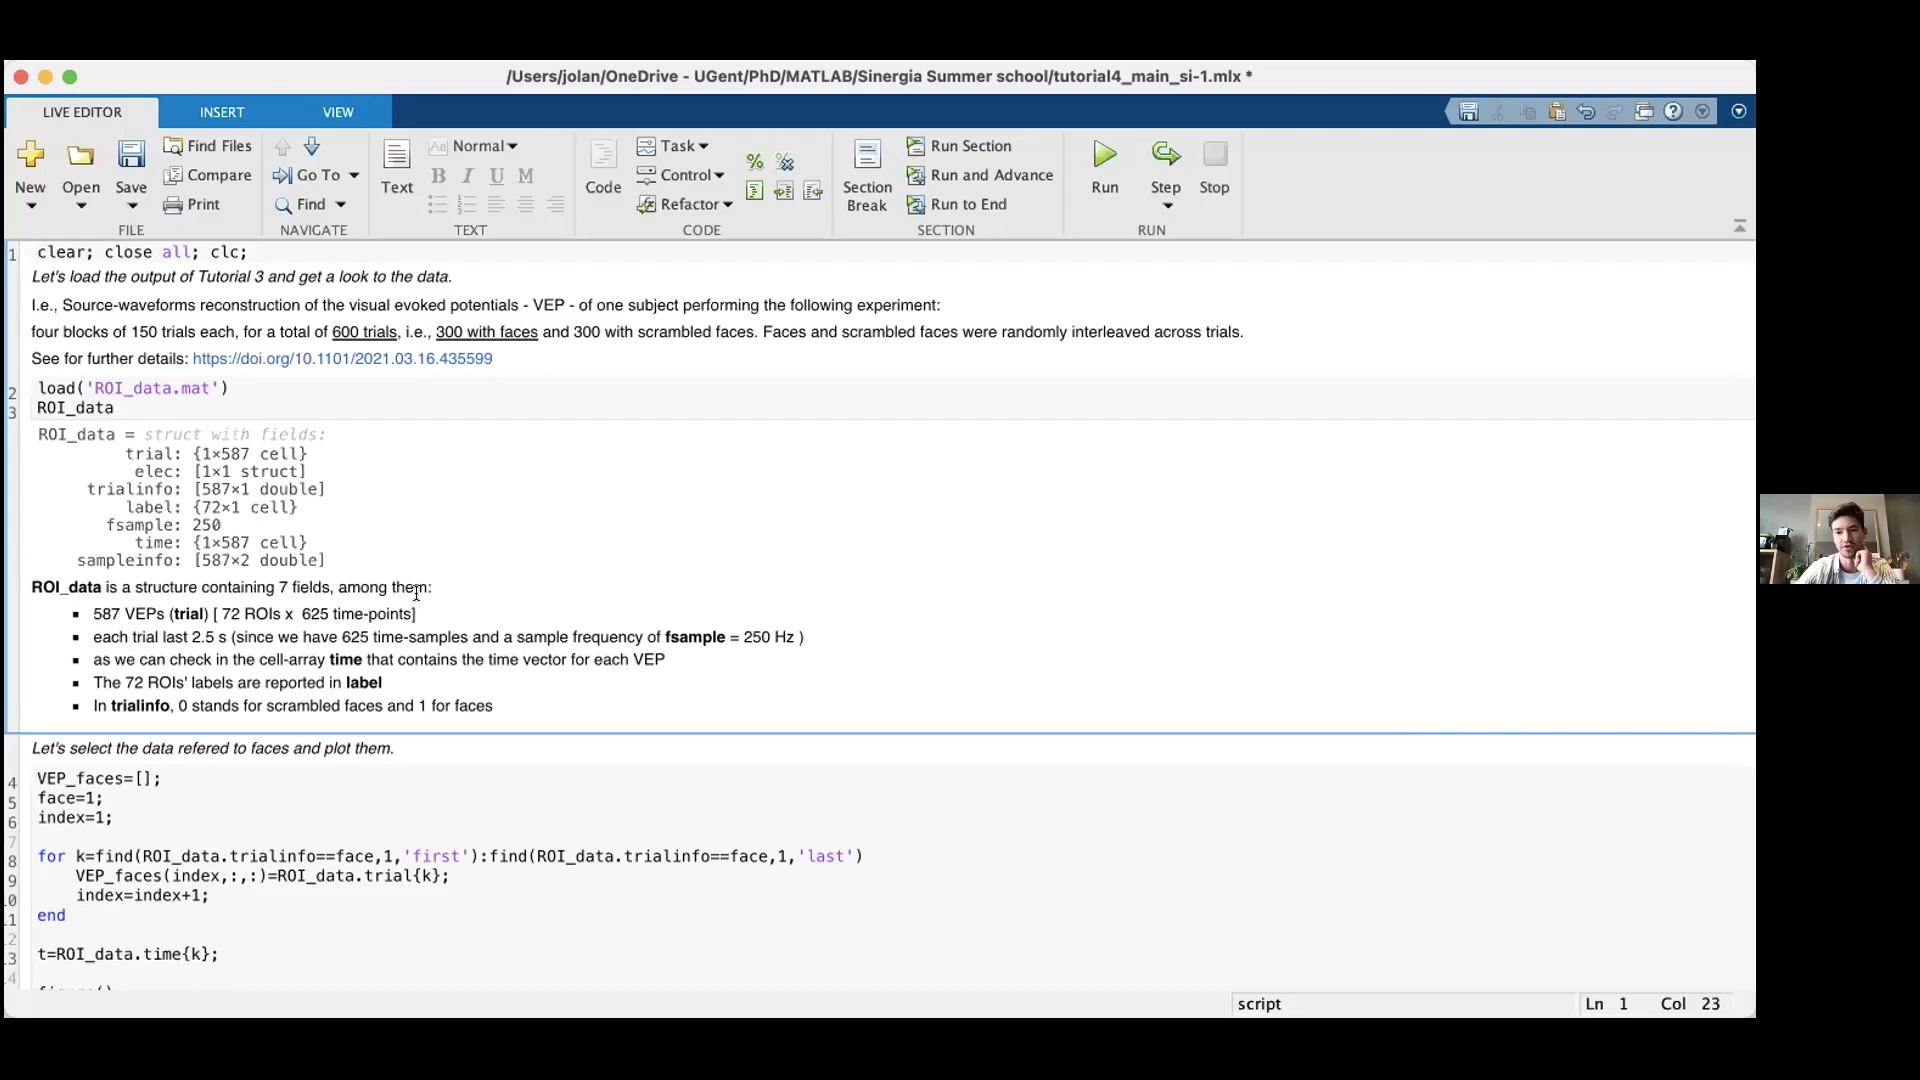 /Users/jolan/OneDrive - UGent/PhD/MATLAB/Sinergia Summer school/tutorial4_main_si-1.mlx *
LIVE EDITOR INSERT VIEW
New Open Save Find Files Compare Print
FILE
Go To Find
NAVIGATE
Text Aa Normal B I U M
TEXT
Code Task Control Refactor
CODE
Section Break Run Section Run and Advance Run to End
SECTION
Run Step Stop
RUN
1 clear; close all; clc;
Let's load the output of Tutorial 3 and get a look to the data.
I.e., Source-waveforms reconstruction of the visual evoked potentials - VEP - of one subject performing the following experiment:
four blocks of 150 trials each, for a total of 600 trials, i.e., 300 with faces and 300 with scrambled faces. Faces and scrambled faces were randomly interleaved across trials.
See for further details: https://doi.org/10.1101/2021.03.16.435599
2 load('ROI_data.mat')
3 ROI_data
ROI_data = struct with fields:
trial: {1×587 cell}
elec: [1×1 struct]
trialinfo: [587×1 double]
label: {72×1 cell}
fsample: 250
time: {1×587 cell}
sampleinfo: [587×2 double]
ROI_data is a structure containing 7 fields, among them:
▪ 587 VEPs (trial) [ 72 ROIs x 625 time-points]
▪ each trial last 2.5 s (since we have 625 time-samples and a sample frequency of fsample = 250 Hz )
▪ as we can check in the cell-array time that contains the time vector for each VEP
▪ The 72 ROIs' labels are reported in label
▪ In trialinfo, 0 stands for scrambled faces and 1 for faces
Let's select the data refered to faces and plot them.
4 VEP_faces=[];
5 face=1;
6 index=1;
7
8 for k=find(ROI_data.trialinfo==face,1,'first'):find(ROI_data.trialinfo==face,1,'last')
9 VEP_faces(index,:,:)=ROI_data.trial{k};
0 index=index+1;
1 end
2
3 t=ROI_data.time{k};
4
script Ln 1 Col 23